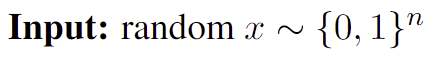 Input: random x ∼ {0, 1}ⁿ